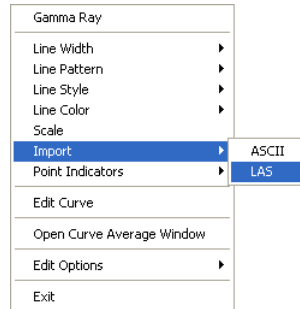 Gamma Ray
Line Width
Line Pattern
Line Style
Line Color
Scale
Import
ASCII
Point Indicators
LAS
Edit Curve
Open Curve Average Window
Edit Options
Exit